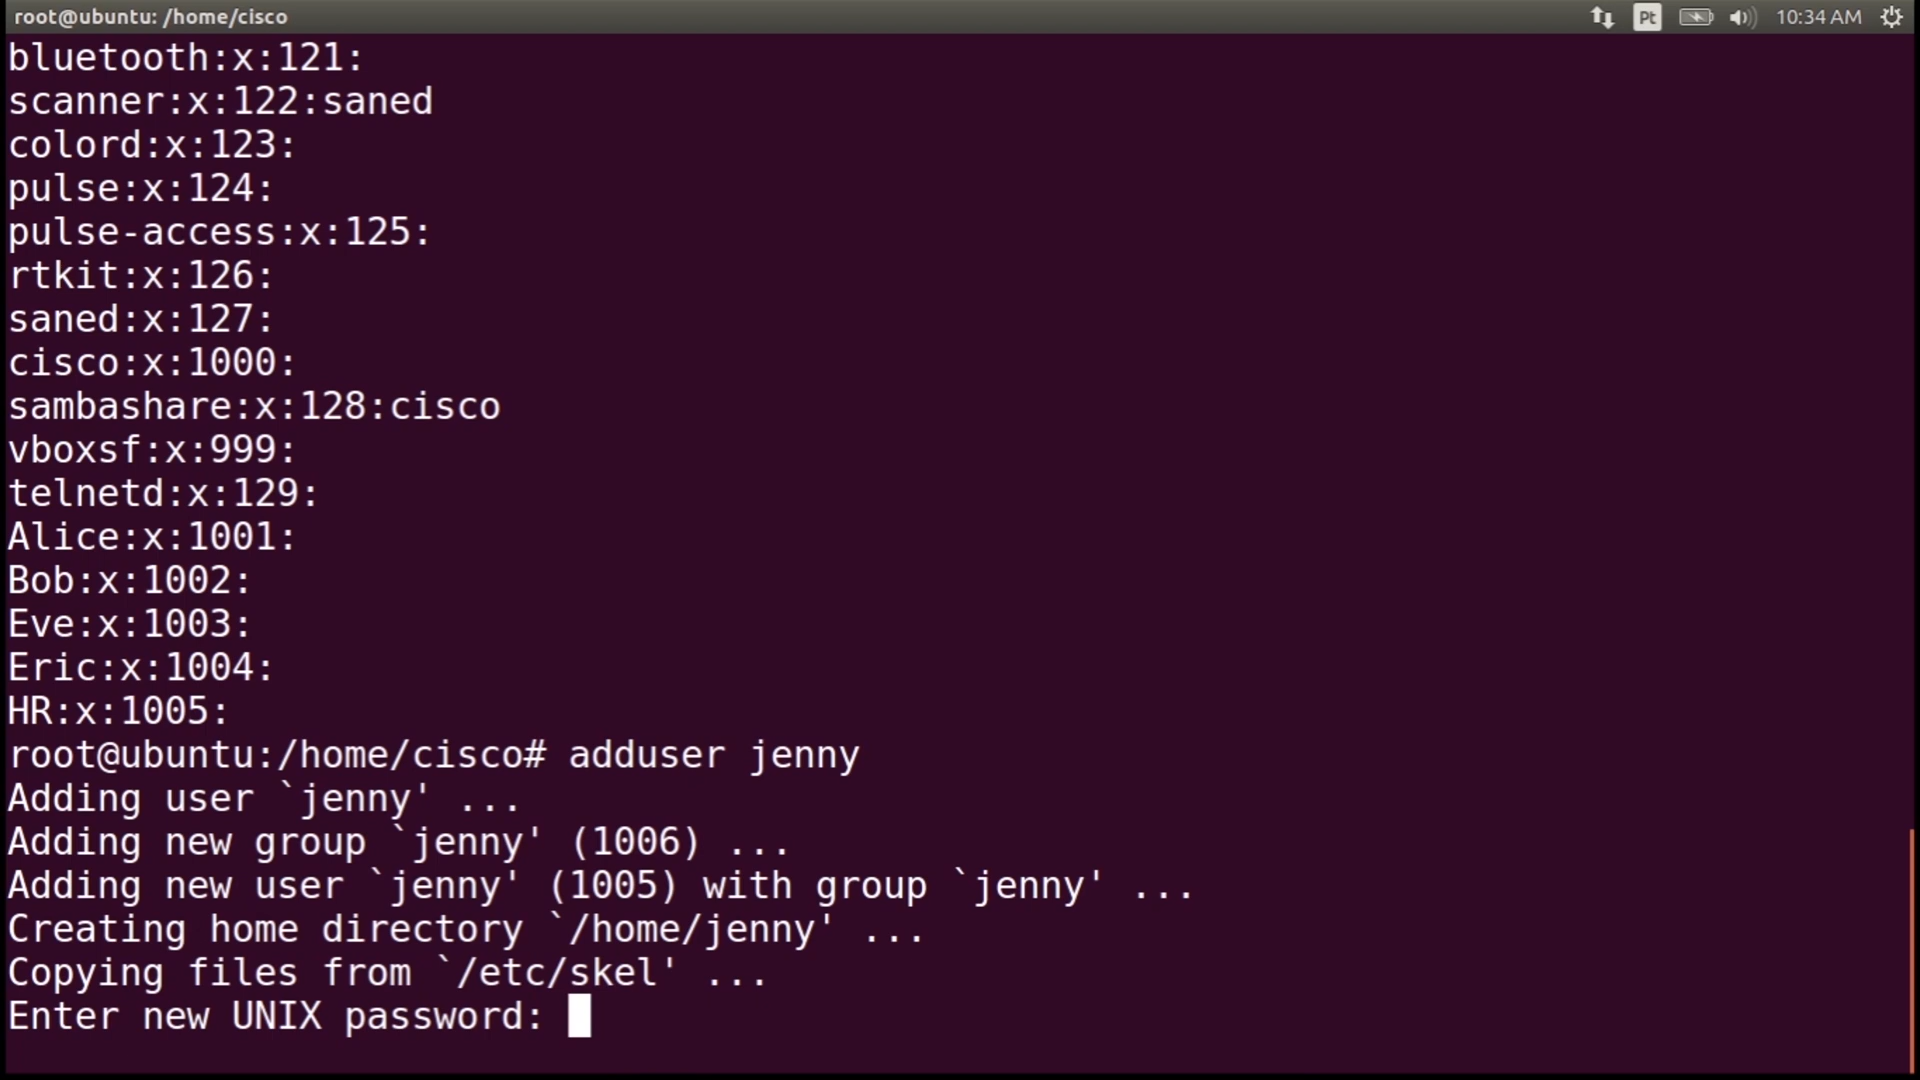 root@ubuntu: /home/cisco
Pt
10:34 AM
bluetooth:x:121:
scanner:x:122:saned
colord:x:123:
pulse:x:124:
pulse-access:x:125:
rtkit:x:126:
saned:x:127:
cisco:x:1000:
sambashare:x:128:cisco
vboxsf:x:999:
telnetd:x:129:
Alice:x:1001:
Bob:x:1002:
Eve:x:1003:
Eric:x:1004:
HR:x:1005:
root@ubuntu:/home/cisco# adduser jenny
Adding user `jenny' ...
Adding new group `jenny' (1006) ...
Adding new user `jenny' (1005) with group `jenny' ...
Creating home directory `/home/jenny' ...
Copying files from `/etc/skel' ...
Enter new UNIX password: